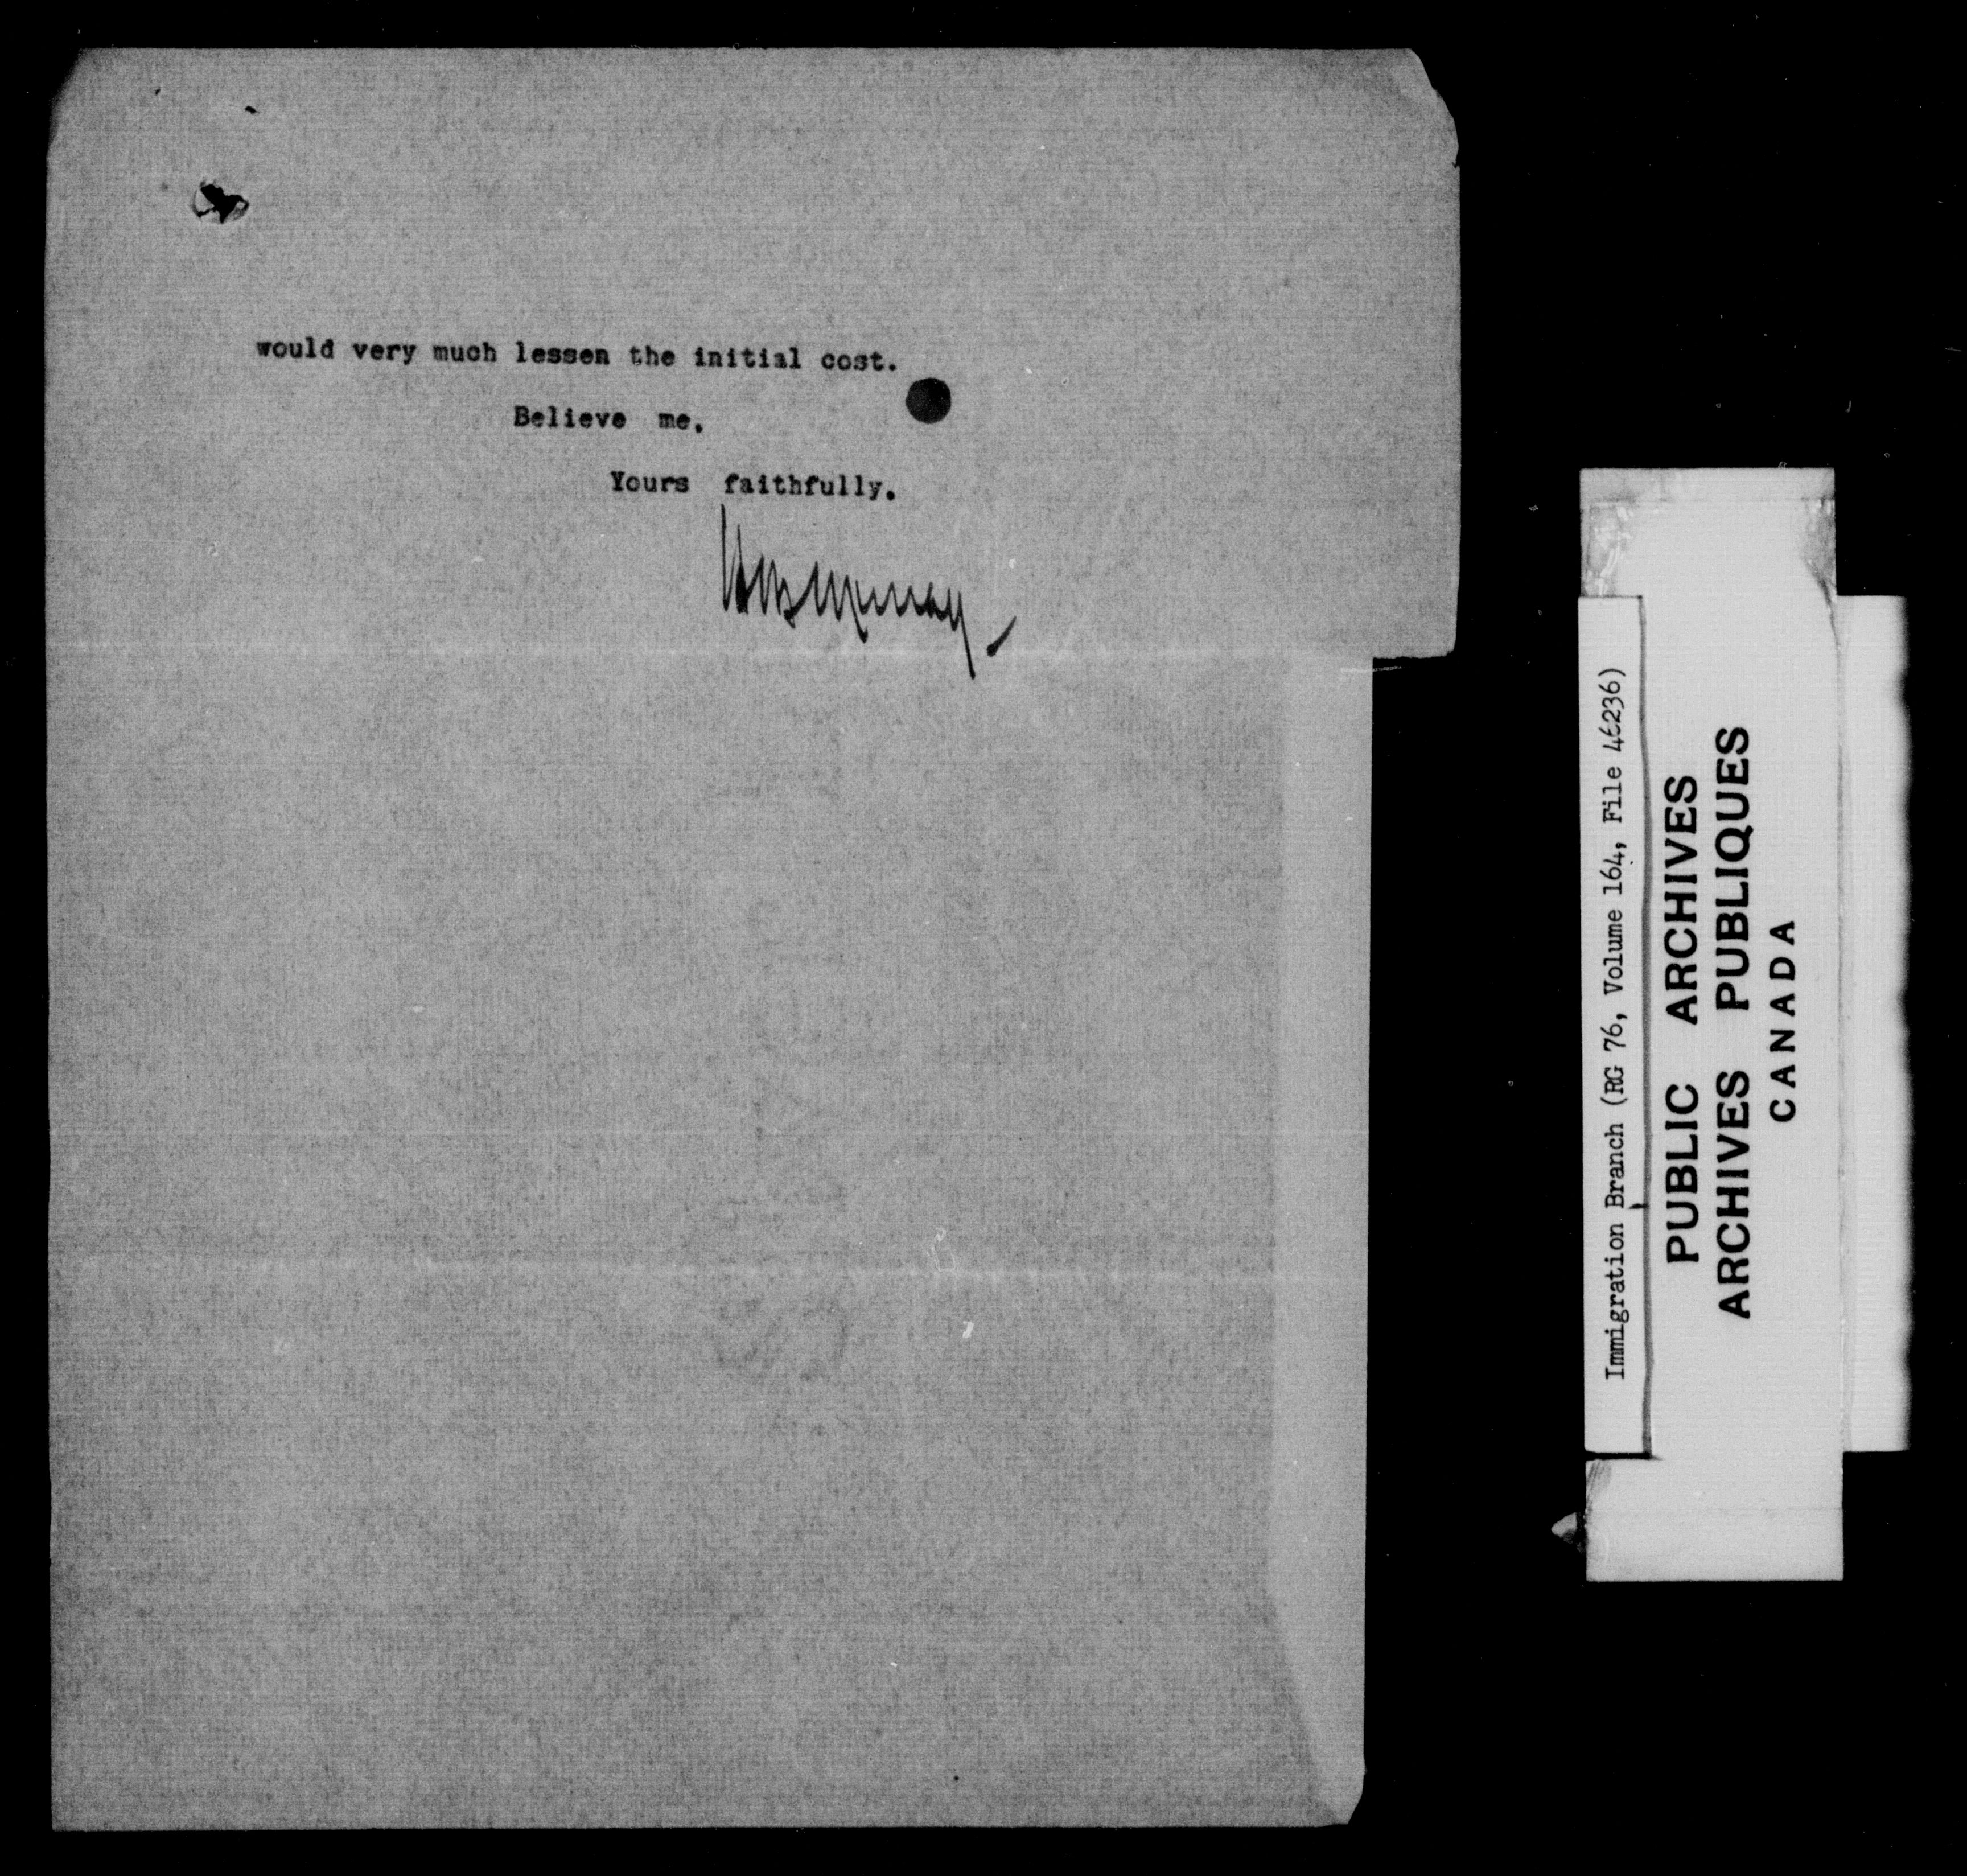 would very much lessen the initial cost.
Believe me.
Yours faithfully.
Immigration Branch (RG 76, Volume 164, File 46236)
PUBLIC ARCHIVES
ARCHIVES PUBLIQUES
CANADA